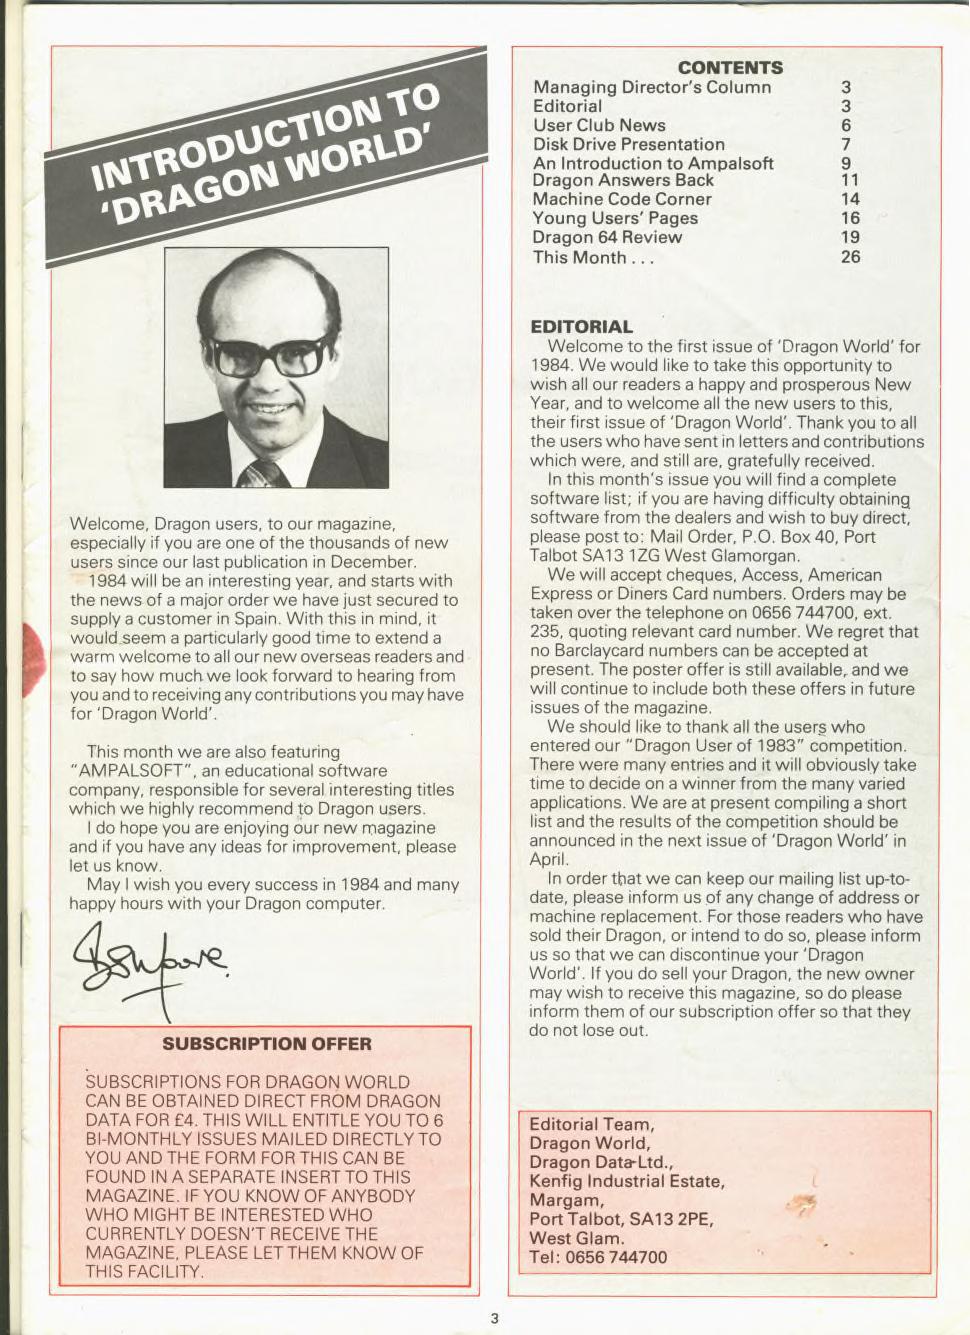 INTRODUCTION TO
'DRAGON WORLD'
Welcome, Dragon users, to our magazine,
especially if you are one of the thousands of new
users since our last publication in December.
1984 will be an interesting year, and starts with
the news of a major order we have just secured to
supply a customer in Spain. With this in mind, it
would seem a particularly good time to extend a
warm welcome to all our new overseas readers and
to say how much we look forward to hearing from
you and to receiving any contributions you may have
for 'Dragon World'.
This month we are also featuring
"AMPALSOFT", an educational software
company, responsible for several interesting titles
which we highly recommend to Dragon users.
I do hope you are enjoying our new magazine
and if you have any ideas for improvement, please
let us know.
May I wish you every success in 1984 and many
happy hours with your Dragon computer.
SUBSCRIPTION OFFER
SUBSCRIPTIONS FOR DRAGON WORLD
CAN BE OBTAINED DIRECT FROM DRAGON
DATA FOR £4. THIS WILL ENTITLE YOU TO 6
BI-MONTHLY ISSUES MAILED DIRECTLY TO
YOU AND THE FORM FOR THIS CAN BE
FOUND IN A SEPARATE INSERT TO THIS
MAGAZINE. IF YOU KNOW OF ANYBODY
WHO MIGHT BE INTERESTED WHO
CURRENTLY DOESN'T RECEIVE THE
MAGAZINE, PLEASE LET THEM KNOW OF
THIS FACILITY.
CONTENTS
Managing Director's Column 3
Editorial 3
User Club News 6
Disk Drive Presentation 7
An Introduction to Ampalsoft 9
Dragon Answers Back 11
Machine Code Corner 14
Young Users' Pages 16
Dragon 64 Review 19
This Month . . . 26
EDITORIAL
Welcome to the first issue of 'Dragon World' for
1984. We would like to take this opportunity to
wish all our readers a happy and prosperous New
Year, and to welcome all the new users to this,
their first issue of 'Dragon World'. Thank you to all
the users who have sent in letters and contributions
which were, and still are, gratefully received.
In this month's issue you will find a complete
software list; if you are having difficulty obtaining
software from the dealers and wish to buy direct,
please post to: Mail Order, P.O. Box 40, Port
Talbot SA13 1ZG West Glamorgan.
We will accept cheques, Access, American
Express or Diners Card numbers. Orders may be
taken over the telephone on 0656 744700, ext.
235, quoting relevant card number. We regret that
no Barclaycard numbers can be accepted at
present. The poster offer is still available, and we
will continue to include both these offers in future
issues of the magazine.
We should like to thank all the users who
entered our "Dragon User of 1983" competition.
There were many entries and it will obviously take
time to decide on a winner from the many varied
applications. We are at present compiling a short
list and the results of the competition should be
announced in the next issue of 'Dragon World' in
April.
In order that we can keep our mailing list up-to-
date, please inform us of any change of address or
machine replacement. For those readers who have
sold their Dragon, or intend to do so, please inform
us so that we can discontinue your 'Dragon
World'. If you do sell your Dragon, the new owner
may wish to receive this magazine, so do please
inform them of our subscription offer so that they
do not lose out.
Editorial Team,
Dragon World,
Dragon Data Ltd.,
Kenfig Industrial Estate,
Margam,
Port Talbot, SA13 2PE,
West Glam.
Tel: 0656 744700
3